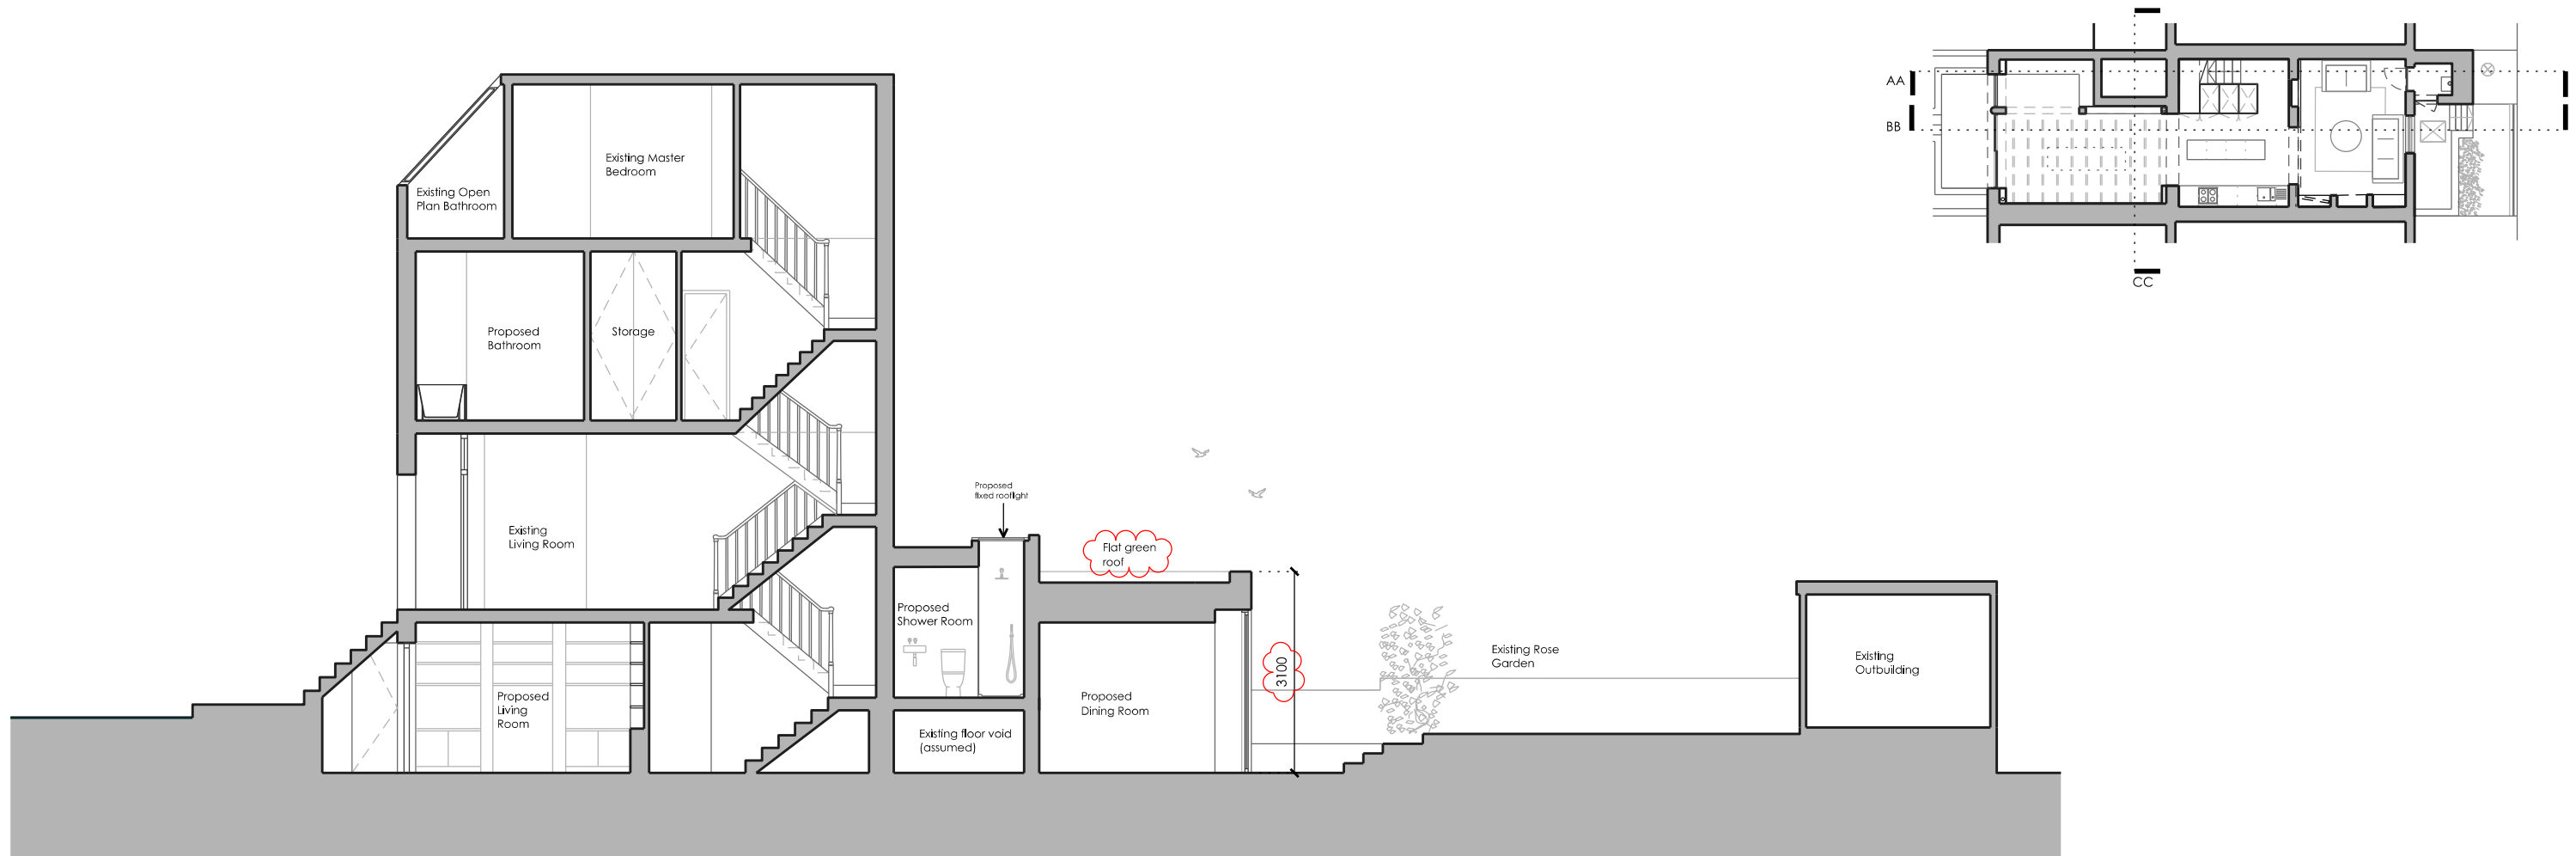 AA
BB
CC
Existing Master
Bedroom
Existing Open
Plan Bathroom
Proposed
Bathroom
Storage
Proposed
fixed rooflight
Existing
Living Room
Flat green
roof
Proposed
Shower Room
3100
Existing Rose
Garden
Existing
Outbuilding
Proposed
Living
Room
Proposed
Dining Room
Existing floor void
(assumed)